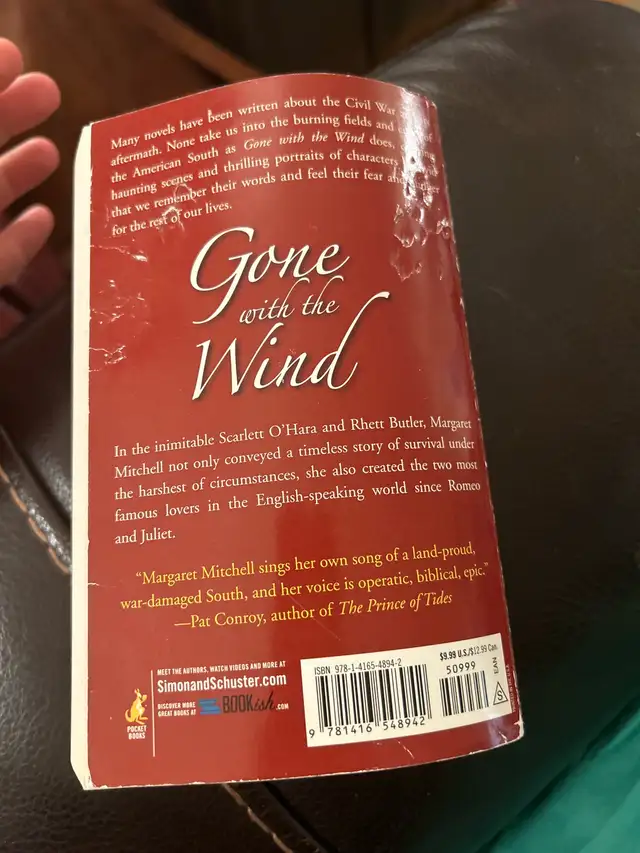 Many novels have been written about the Civil War
aftermath. None take us into the burning fields and of
the American South as Gone with the Wind does,
haunting scenes and thrilling portraits of characters
that we remember their words and feel their fear
for the rest of our lives.
Gone
with the
Wind
In the inimitable Scarlett O'Hara and Rhett Butler, Margaret
Mitchell not only conveyed a timeless story of survival under
the harshest of circumstances, she also created the two most
famous lovers in the English-speaking world since Romeo
and Juliet.
“Margaret Mitchell sings her own song of a land-proud,
war-damaged South, and her voice is operatic, biblical, epic.”
—Pat Conroy, author of The Prince of Tides
MEET THE AUTHORS, WATCH VIDEOS AND MORE AT
SimonandSchuster.com
DISCOVER MORE
GREAT BOOKS AT
BOOKish.COM
POCKET
BOOKS
ISBN 978-1-4165-4894-2
$9.99 U.S./$12.99 Can.
50999
EAN
S
9 781416 548942